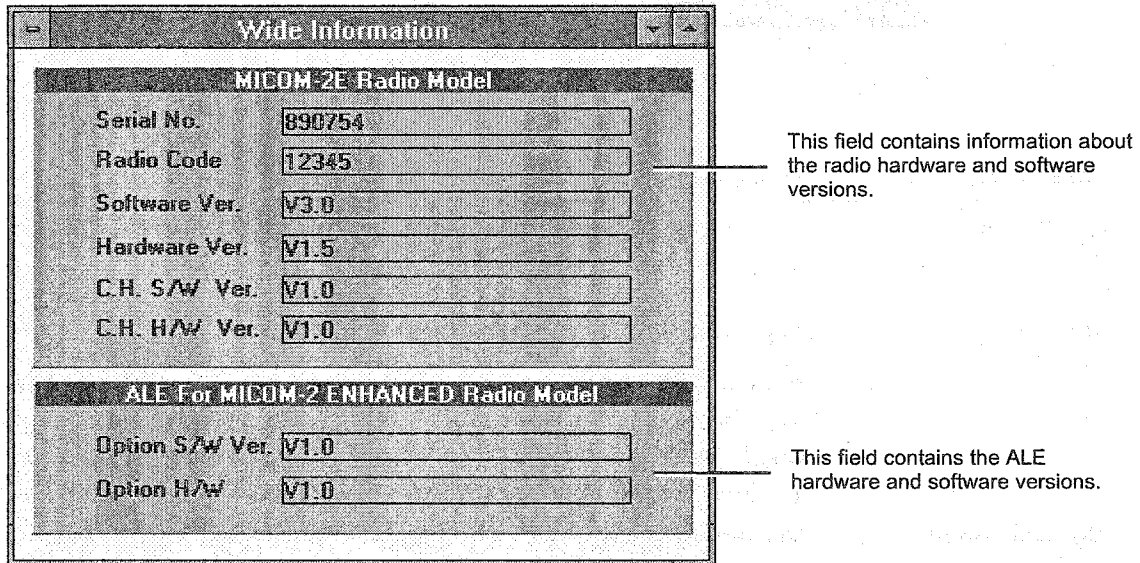 Wide Information
MICOM-2E Radio Model
Serial No. 890754
Radio Code 12345
Software Ver. V3.0
Hardware Ver. V1.5
C.H. S/W Ver. V1.0
C.H. H/W Ver. V1.0
This field contains information about
the radio hardware and software
versions.
ALE For MICOM-2 ENHANCED Radio Model
Option S/W Ver. V1.0
Option H/W V1.0
This field contains the ALE
hardware and software versions.